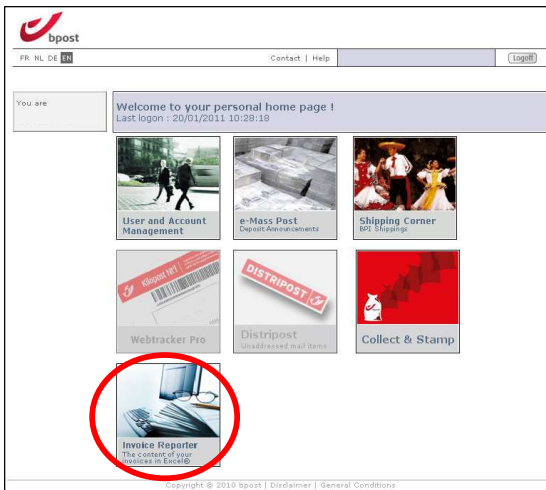 bpost
FR NL DE EN
Contact | Help
Logoff
You are
Welcome to your personal home page !
Last logon : 20/01/2011 10:28:18
User and Account
Management
e-Mass Post
Deposit Announcements
Shipping Corner
BPI Shippings
Kilopost Nr1
Webtracker Pro
DISTRIPOST
Distripost
Unaddressed mail items
Collect & Stamp
Invoice Reporter
The content of your
invoices in Excel®
Copyright © 2010 bpost | Disclaimer | General Conditions